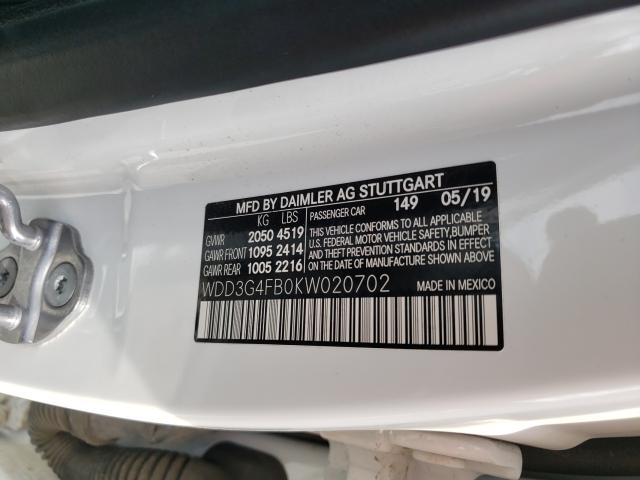 MFD BY DAIMLER AG STUTTGART
KG LBS
GVWR 2050 4519
GAWR FRONT 1095 2414
GAWR REAR 1005 2216
PASSENGER CAR 149 05/19
THIS VEHICLE CONFORMS TO ALL APPLICABLE
U.S. FEDERAL MOTOR VEHICLE SAFETY,BUMPER
AND THEFT PREVENTION STANDARDS IN EFFECT
ON THE DATE OF MANUFACTURE SHOWN ABOVE.
WDD3G4FB0KW020702
MADE IN MEXICO